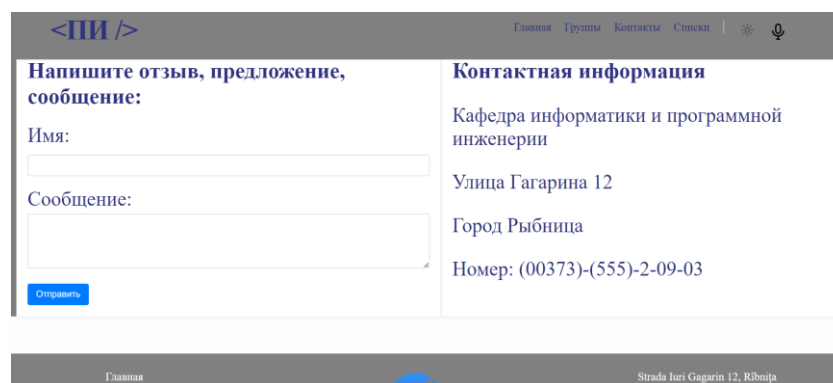 <ПИ />
Главная Группы Контакты Списки
Напишите отзыв, предложение,
сообщение:
Имя:
Сообщение:
Отправить
Контактная информация
Кафедра информатики и программной
инженерии
Улица Гагарина 12
Город Рыбница
Номер: (00373)-(555)-2-09-03
Главная
Strada Iuri Gagarin 12, Rîbnița